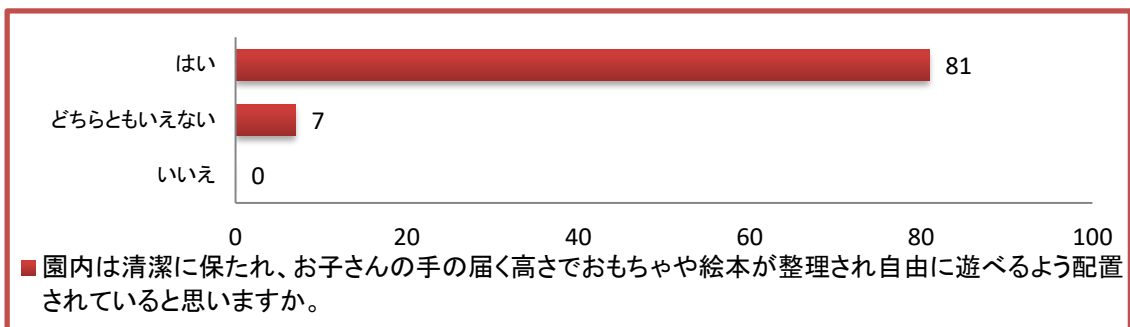 はい 81
どちらともいえない 7
いいえ 0
0 20 40 60 80 100
園内は清潔に保たれ、お子さんの手の届く高さでおもちゃや絵本が整理され自由に遊べるよう配置
されていると思いますか。